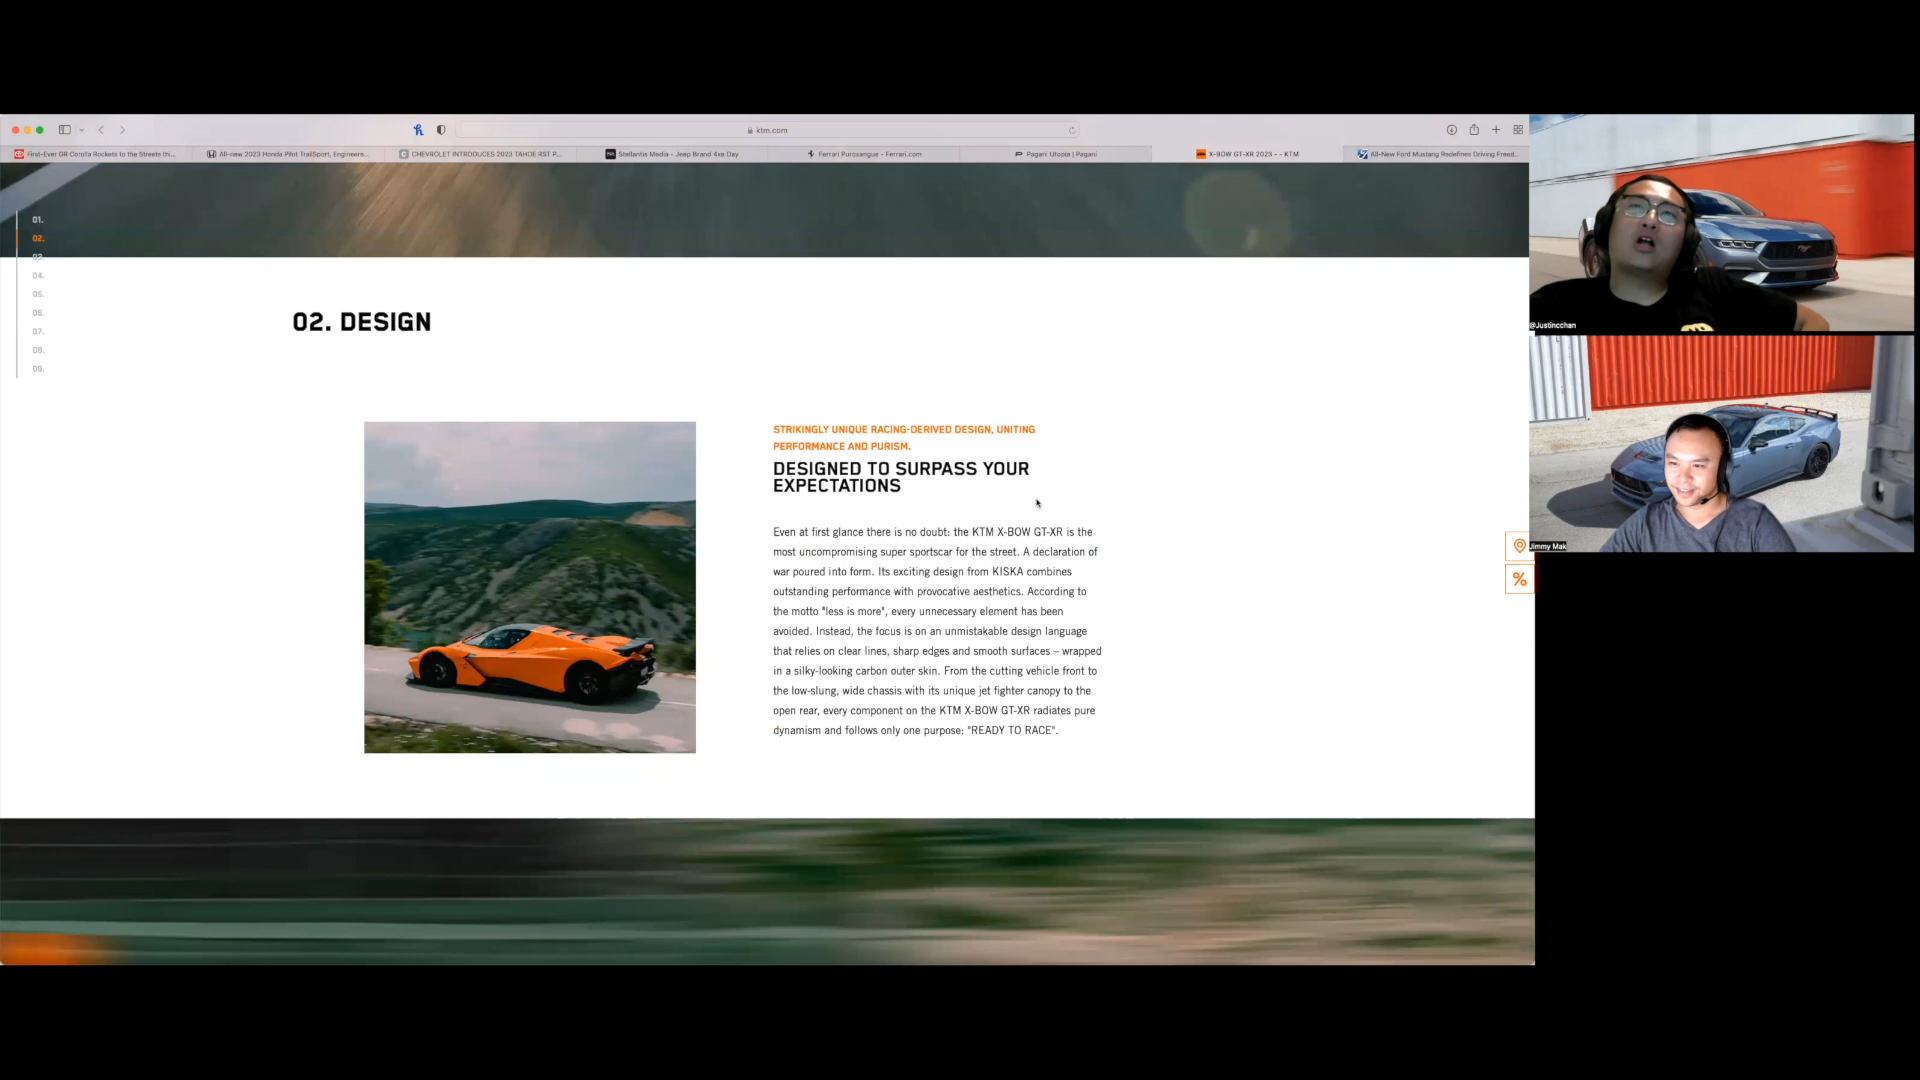 ktm.com
First-Ever GR Corolla Rockets to the Streets thi...
All-new 2023 Honda Pilot TrailSport, Engineere...
CHEVROLET INTRODUCES 2023 TAHOE RST P...
Stellantis Media - Jeep Brand 4xe Day
Ferrari Purosangue - Ferrari.com
Pagani Utopia | Pagani
X-BOW GT-XR 2023 - - KTM
All-New Ford Mustang Redefines Driving Freed...
01.
02.
03.
04.
05.
06.
07.
08.
09.
02. DESIGN
STRIKINGLY UNIQUE RACING-DERIVED DESIGN, UNITING
PERFORMANCE AND PURISM.
DESIGNED TO SURPASS YOUR
EXPECTATIONS
Even at first glance there is no doubt: the KTM X-BOW GT-XR is the
most uncompromising super sportscar for the street. A declaration of
war poured into form. Its exciting design from KISKA combines
outstanding performance with provocative aesthetics. According to
the motto "less is more", every unnecessary element has been
avoided. Instead, the focus is on an unmistakable design language
that relies on clear lines, sharp edges and smooth surfaces – wrapped
in a silky-looking carbon outer skin. From the cutting vehicle front to
the low-slung, wide chassis with its unique jet fighter canopy to the
open rear, every component on the KTM X-BOW GT-XR radiates pure
dynamism and follows only one purpose: "READY TO RACE".
%
@Justincchan
Jimmy Mak